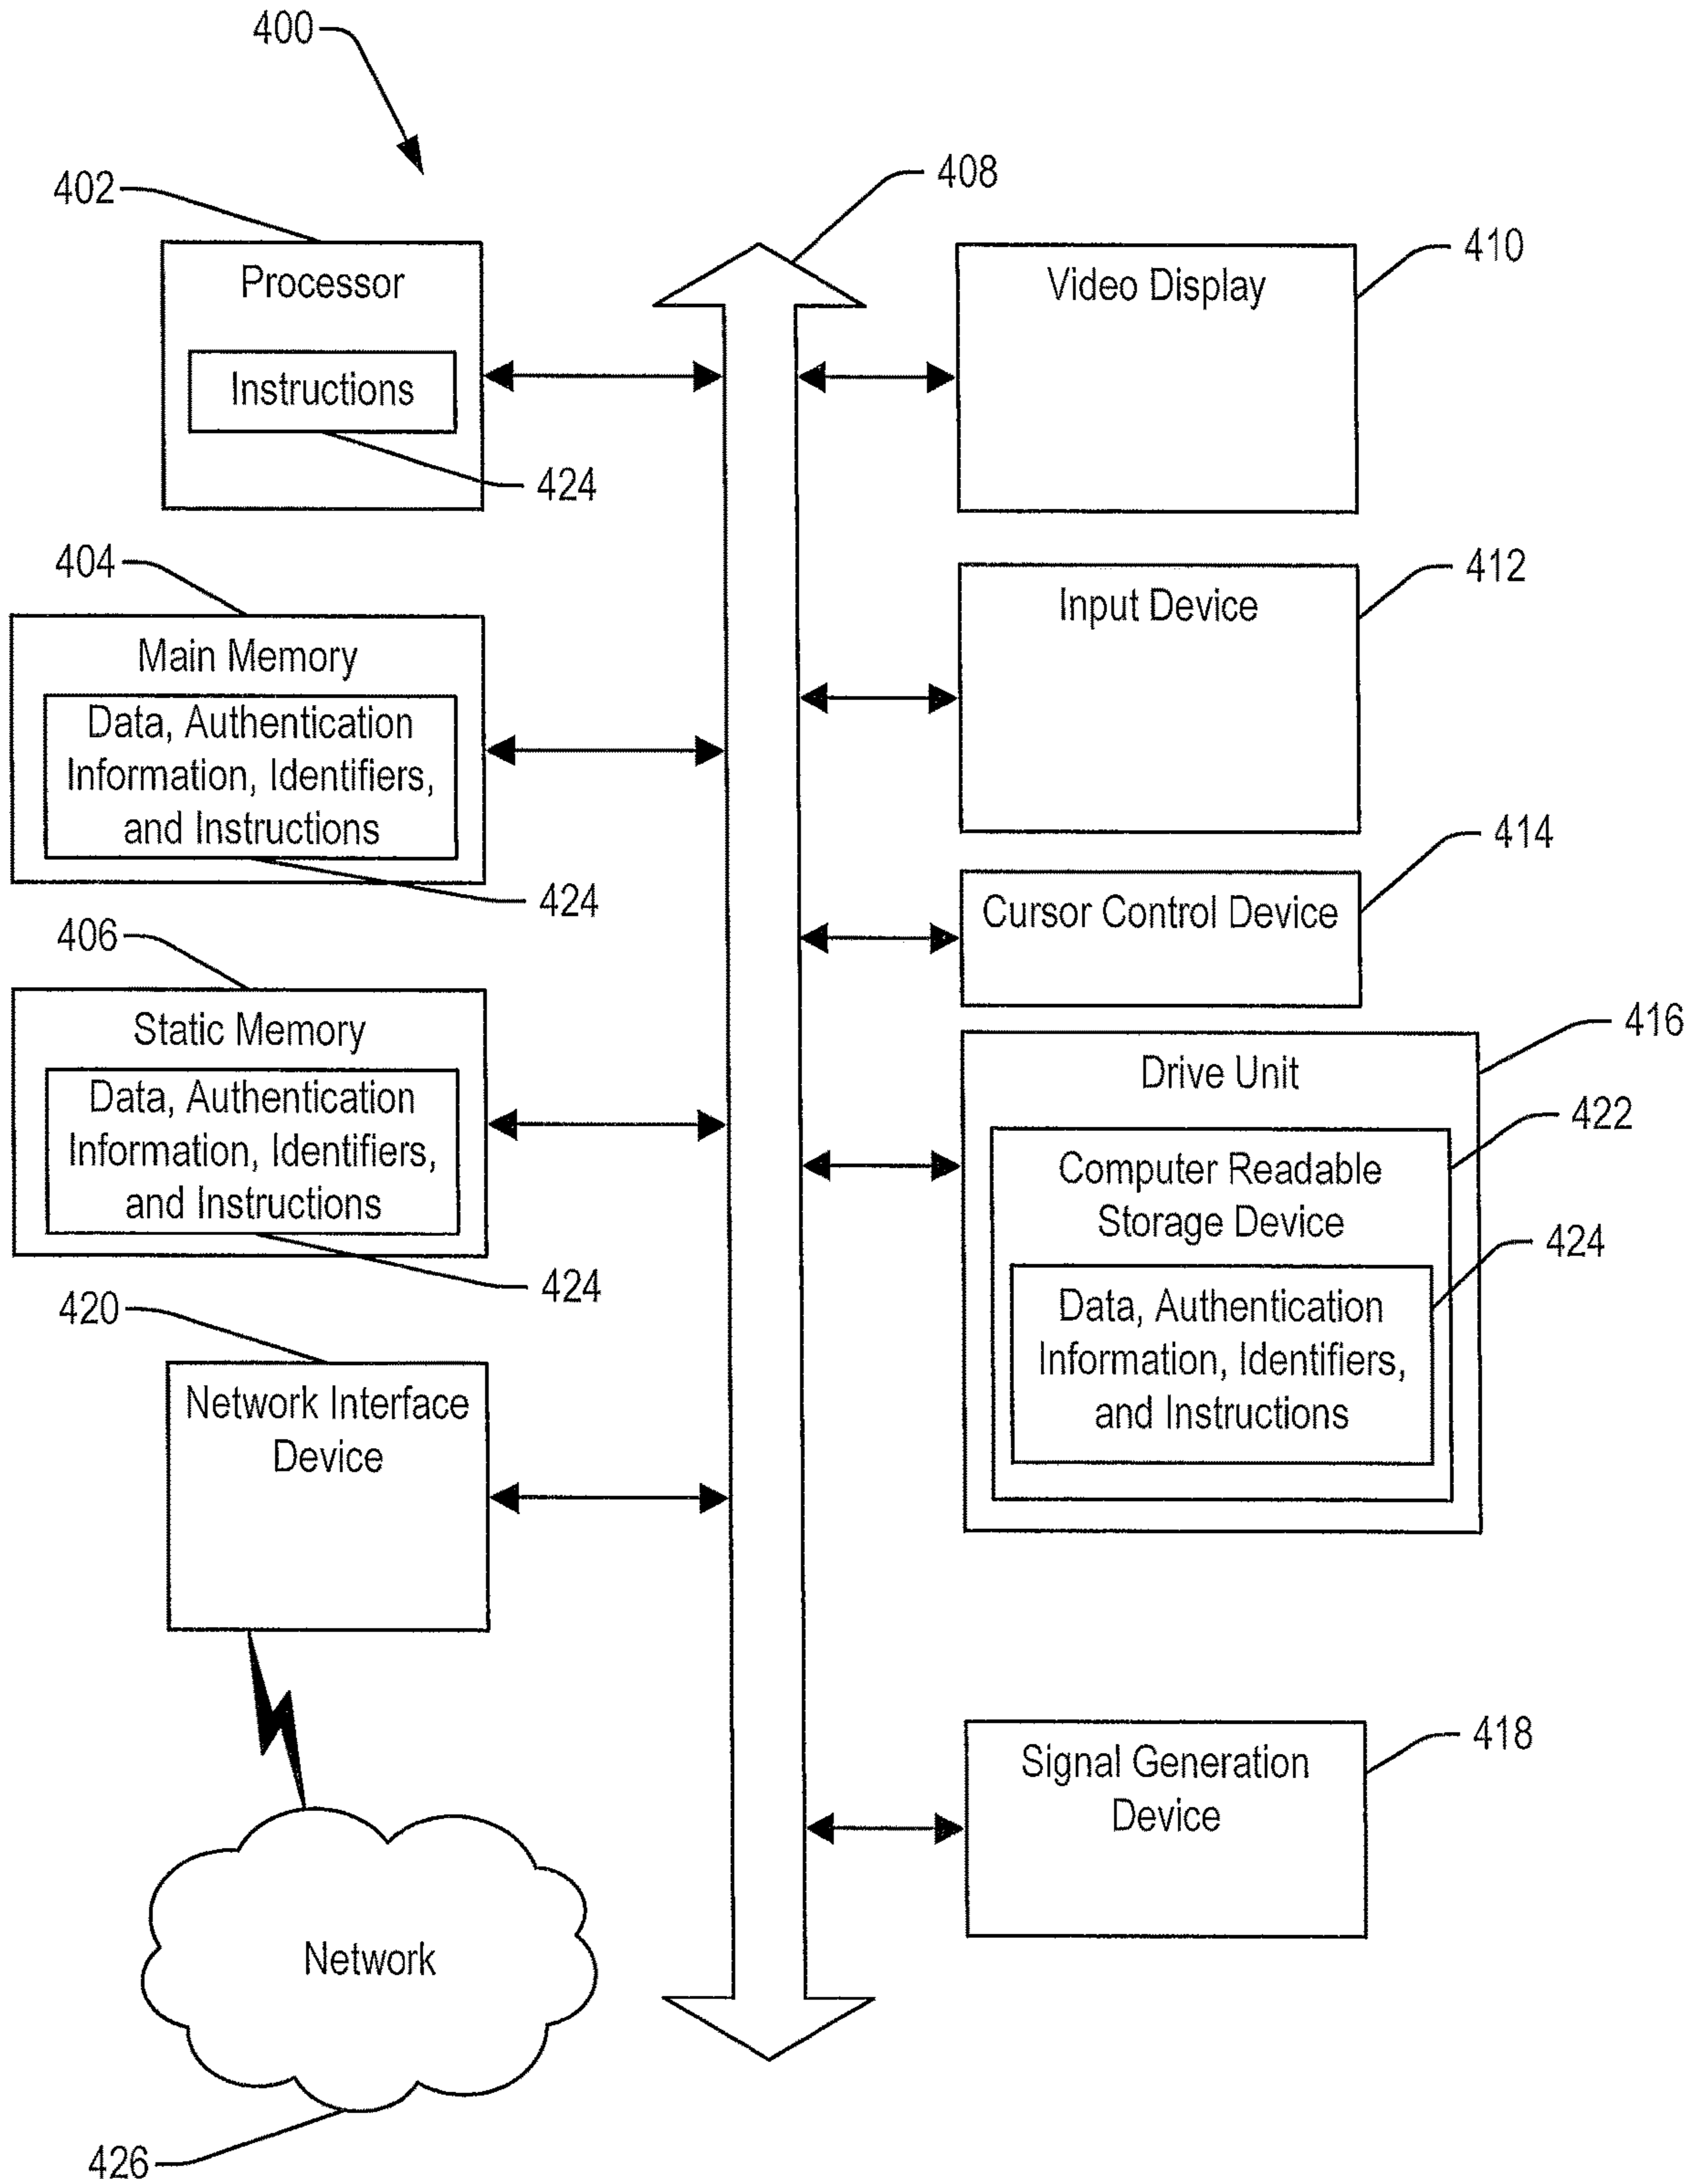 400
402
408
Processor
Instructions
424
Video Display
410
404
Main Memory
Data, Authentication
Information, Identifiers,
and Instructions
424
Input Device
412
414
Cursor Control Device
406
Static Memory
Data, Authentication
Information, Identifiers,
and Instructions
424
416
Drive Unit
422
Computer Readable
Storage Device
424
Data, Authentication
Information, Identifiers,
and Instructions
420
Network Interface
Device
418
Signal Generation
Device
Network
426